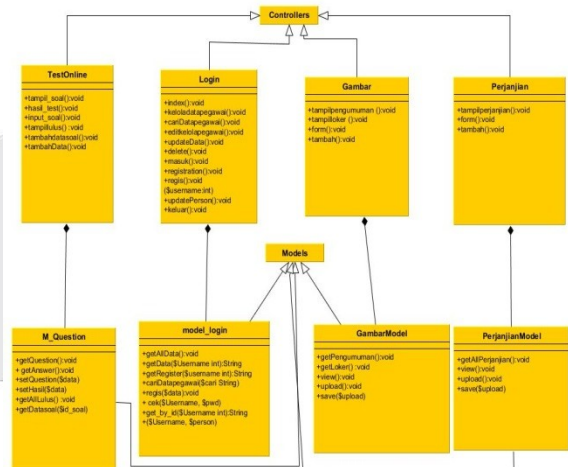 Controllers
TestOnline
+tampil_soal():void
+hasil_test():void
+input_soal():void
+tampillulus() :void
+tambahdatasoal():void
+tambahData():void
Login
+index():void
+keloladatapegawai():void
+cariDatapegawai():void
+editkelolapegawai():void
+updateData():void
+delete():void
+masuk():void
+registration():void
+regis():void
($username:int)
+updatePerson():void
+keluar():void
Gambar
+tampilpengumuman ():void
+tampilloker ():void
+form():void
+tambah():void
Perjanjian
+tampilperjanjian():void
+form():void
+tambah():void
Models
M_Question
+getQuestion():void
+ getAnswer():void
+setQuestion($data)
+setHasil($data)
+getAllLulus() :void
+getDatasoal($id_soal)
model_login
+getAllData():void
+getData($Username int):String
+getRegister($username int):String
+cariDatapegawai($cari String)
+regis($data):void
+ cek($Username, $pwd)
+get_by_id($Username int):String
+($Username, $person)
GambarModel
+getPengumuman():void
+getLoker() :void
+view():void
+upload():void
+save($upload)
PerjanjianModel
+getAllPerjanjian():void
+view():void
+upload():void
+save($upload)